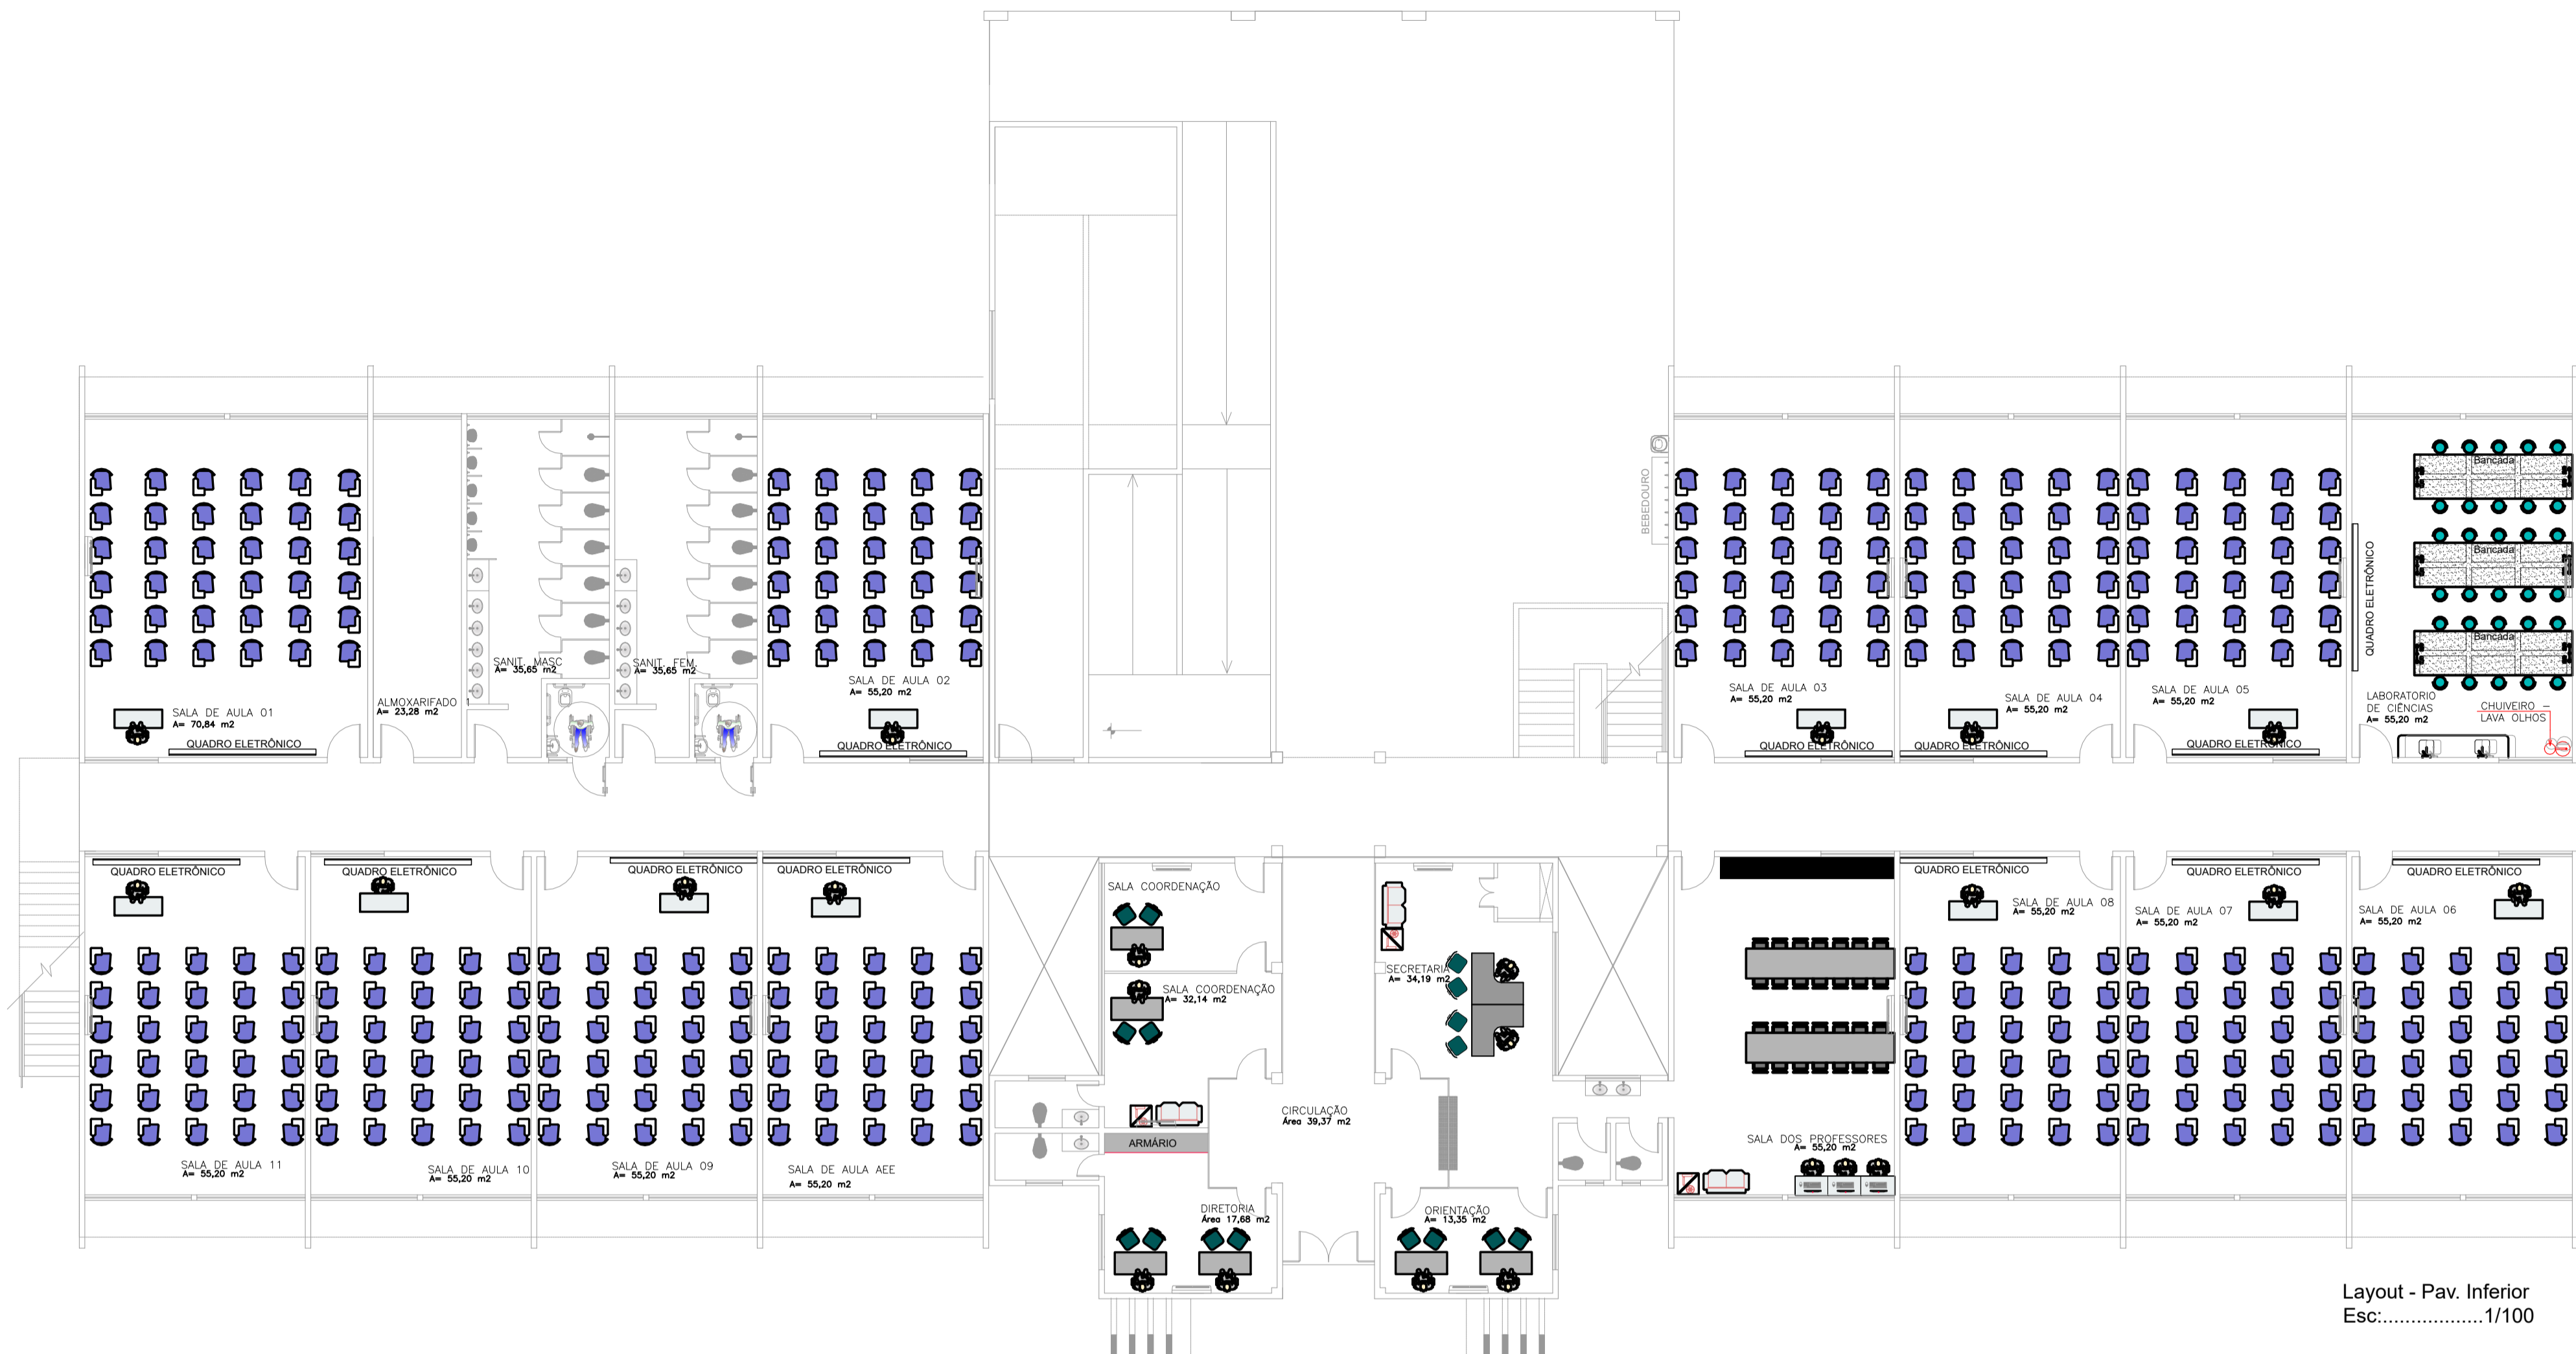 BEBEDOURO
Bancada
Bancada
Bancada
QUADRO ELETRÔNICO
SANIT. MASC
A= 35,65 m2
SANIT. FEM.
A= 35,65 m2
SALA DE AULA 02
A= 55,20 m2
SALA DE AULA 03
A= 55,20 m2
SALA DE AULA 04
A= 55,20 m2
SALA DE AULA 05
A= 55,20 m2
LABORATORIO
DE CIÊNCIAS
A= 55,20 m2
CHUIVEIRO –
LAVA OLHOS
ALMOXARIFADO 1
A= 23,28 m2
SALA DE AULA 01
A= 70,84 m2
QUADRO ELETRÔNICO
QUADRO ELETRÔNICO
QUADRO ELETRÔNICO
QUADRO ELETRÔNICO
QUADRO ELETRÔNICO
QUADRO ELETRÔNICO
QUADRO ELETRÔNICO
QUADRO ELETRÔNICO
QUADRO ELETRÔNICO
QUADRO ELETRÔNICO
QUADRO ELETRÔNICO
QUADRO ELETRÔNICO
SALA COORDENAÇÃO
SALA DE AULA 08
A= 55,20 m2
SALA DE AULA 07
A= 55,20 m2
SALA DE AULA 06
A= 55,20 m2
SECRETARIA
A= 34,19 m2
SALA COORDENAÇÃO
A= 32,14 m2
CIRCULAÇÃO
Área 39,37 m2
ARMÁRIO
SALA DOS PROFESSORES
A= 55,20 m2
SALA DE AULA 11
A= 55,20 m2
SALA DE AULA 10
A= 55,20 m2
SALA DE AULA 09
A= 55,20 m2
SALA DE AULA AEE
A= 55,20 m2
DIRETORIA
Área 17,68 m2
ORIENTAÇÃO
A= 13,35 m2
Layout - Pav. Inferior
Esc:..................1/100